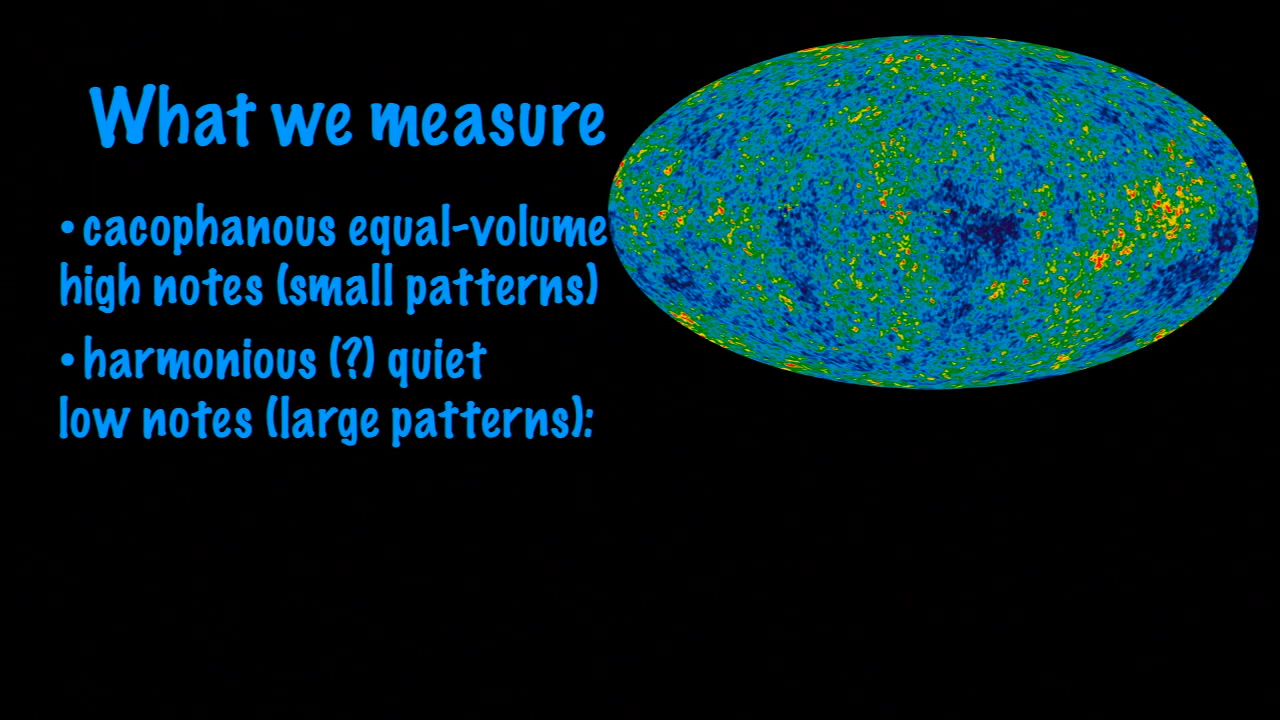 What we measure
• cacophanous equal-volume
high notes (small patterns)
• harmonious (?) quiet
low notes (large patterns):